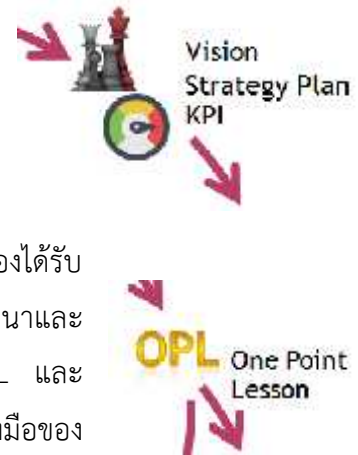 Vision
Strategy Plan
KPI
องได้รับ
นาและ
และ
OPL One Point
Lesson
มือของ